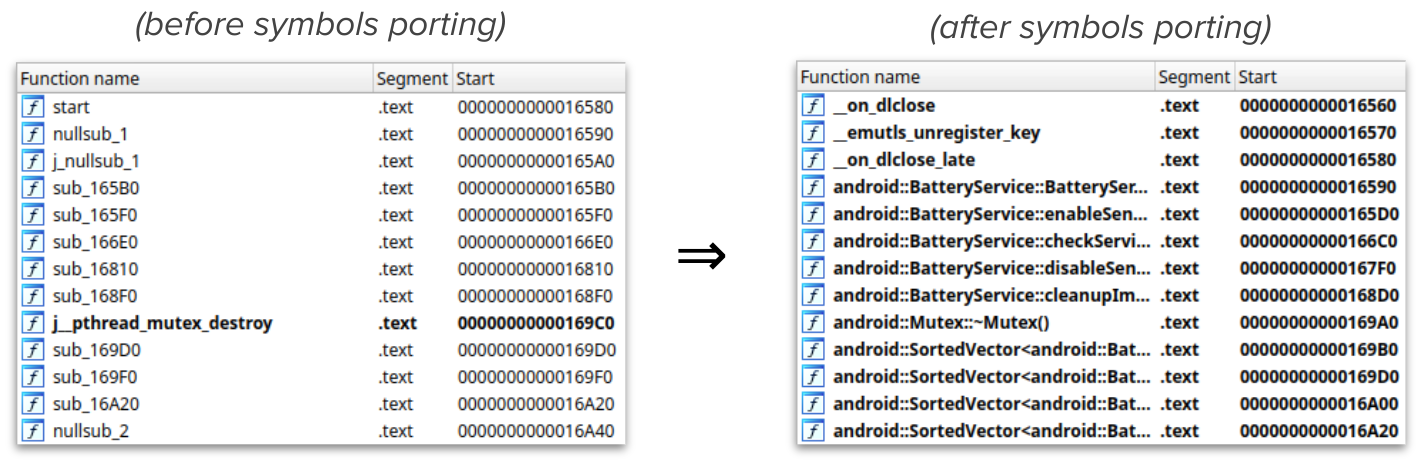 (before symbols porting)
Function name Segment Start
f start .text 0000000000016580
f nullsub_1 .text 0000000000016590
f j_nullsub_1 .text 00000000000165A0
f sub_165B0 .text 00000000000165B0
f sub_165F0 .text 00000000000165F0
f sub_166E0 .text 00000000000166E0
f sub_16810 .text 0000000000016810
f sub_168F0 .text 00000000000168F0
f j__pthread_mutex_destroy .text 00000000000169C0
f sub_169D0 .text 00000000000169D0
f sub_169F0 .text 00000000000169F0
f sub_16A20 .text 0000000000016A20
f nullsub_2 .text 0000000000016A40
⇒
(after symbols porting)
Function name Segment Start
f __on_dlclose .text 0000000000016560
f __emutls_unregister_key .text 0000000000016570
f __on_dlclose_late .text 0000000000016580
f android::BatteryService::BatterySer... .text 0000000000016590
f android::BatteryService::enableSen... .text 00000000000165D0
f android::BatteryService::checkServi... .text 00000000000166C0
f android::BatteryService::disableSen... .text 00000000000167F0
f android::BatteryService::cleanupIm... .text 00000000000168D0
f android::Mutex::~Mutex() .text 00000000000169A0
f android::SortedVector<android::Bat... .text 00000000000169B0
f android::SortedVector<android::Bat... .text 00000000000169D0
f android::SortedVector<android::Bat... .text 0000000000016A00
f android::SortedVector<android::Bat... .text 0000000000016A20